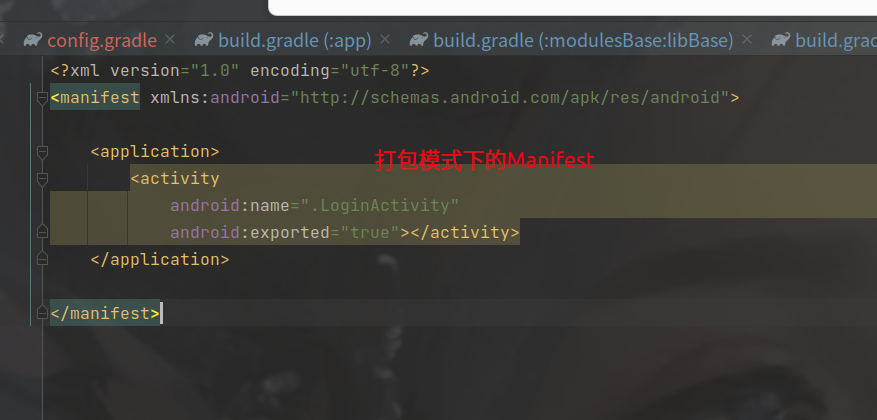 config.gradle
build.gradle (:app)
build.gradle (:modulesBase:libBase)
build.grad
<?xml version="1.0" encoding="utf-8"?>
<manifest xmlns:android="http://schemas.android.com/apk/res/android">
<application>
打包模式下的Manifest
<activity
android:name=".LoginActivity"
android:exported="true"></activity>
</application>
</manifest>